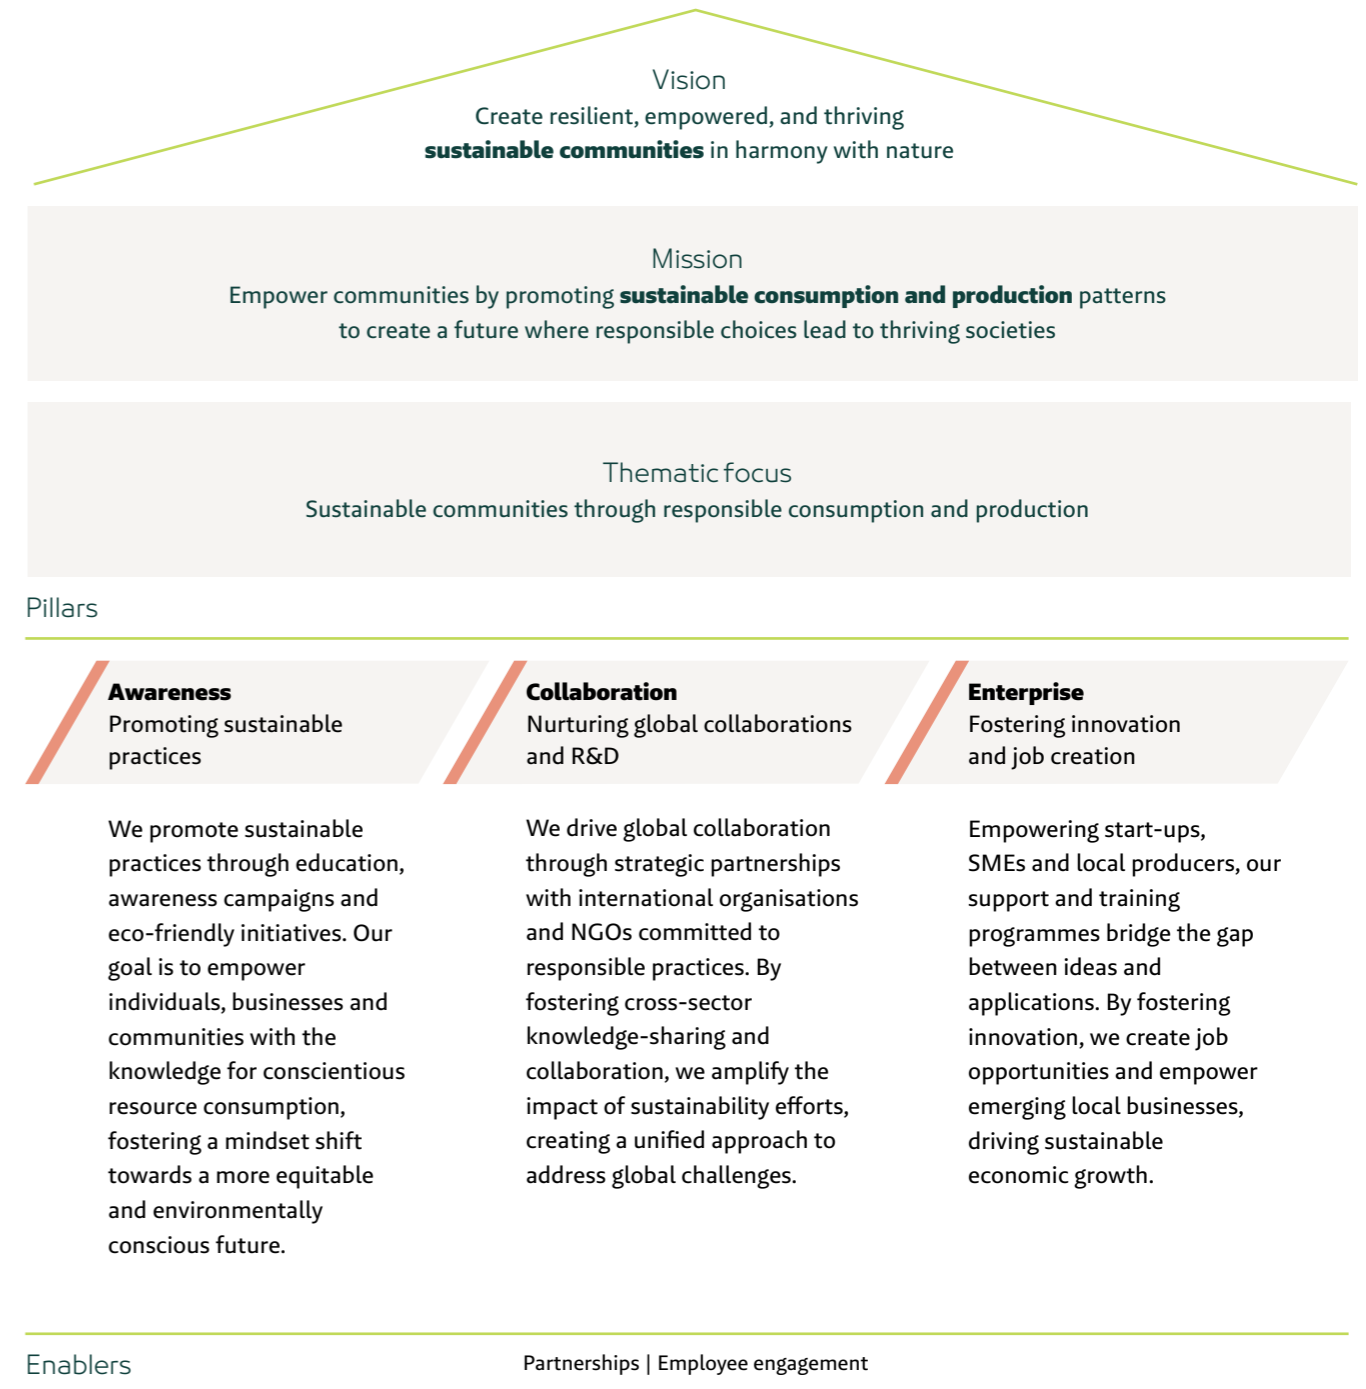 Vision
Create resilient, empowered, and thriving
sustainable communities in harmony with nature
Mission
Empower communities by promoting sustainable consumption and production patterns
to create a future where responsible choices lead to thriving societies
Thematic focus
Sustainable communities through responsible consumption and production
Pillars
Awareness
Promoting sustainable
practices
We promote sustainable
practices through education,
awareness campaigns and
eco-friendly initiatives. Our
goal is to empower
individuals, businesses and
communities with the
knowledge for conscientious
resource consumption,
fostering a mindset shift
towards a more equitable
and environmentally
conscious future.
Collaboration
Nurturing global collaborations
and R&D
We drive global collaboration
through strategic partnerships
with international organisations
and NGOs committed to
responsible practices. By
fostering cross-sector
knowledge-sharing and
collaboration, we amplify the
impact of sustainability efforts,
creating a unified approach to
address global challenges.
Enterprise
Fostering innovation
and job creation
Empowering start-ups,
SMEs and local producers, our
support and training
programmes bridge the gap
between ideas and
applications. By fostering
innovation, we create job
opportunities and empower
emerging local businesses,
driving sustainable
economic growth.
Enablers
Partnerships | Employee engagement